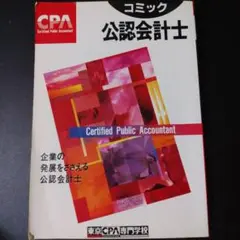 コミック
CPA
Certified Public Accountant
公認会計士
Certified Public Accountant
企業の
発展をささえる
公認会計士
東京CPA専門学校